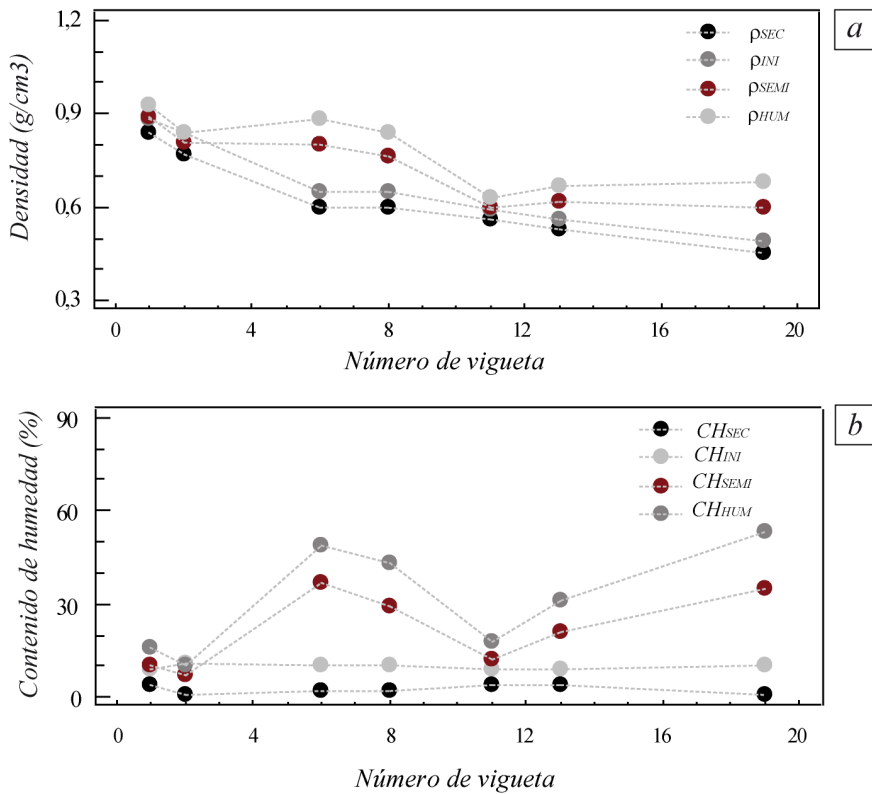 a
1,2
0,9
0,6
0,3
Densidad (g/cm3)
ρSEC
ρINI
ρSEMI
ρHUM
0 4 8 12 16 20
Número de vigueta
b
90
60
30
0
Contenido de humedad (%)
CHSEC
CHINI
CHSEMI
CHHUM
0 4 8 12 16 20
Número de vigueta